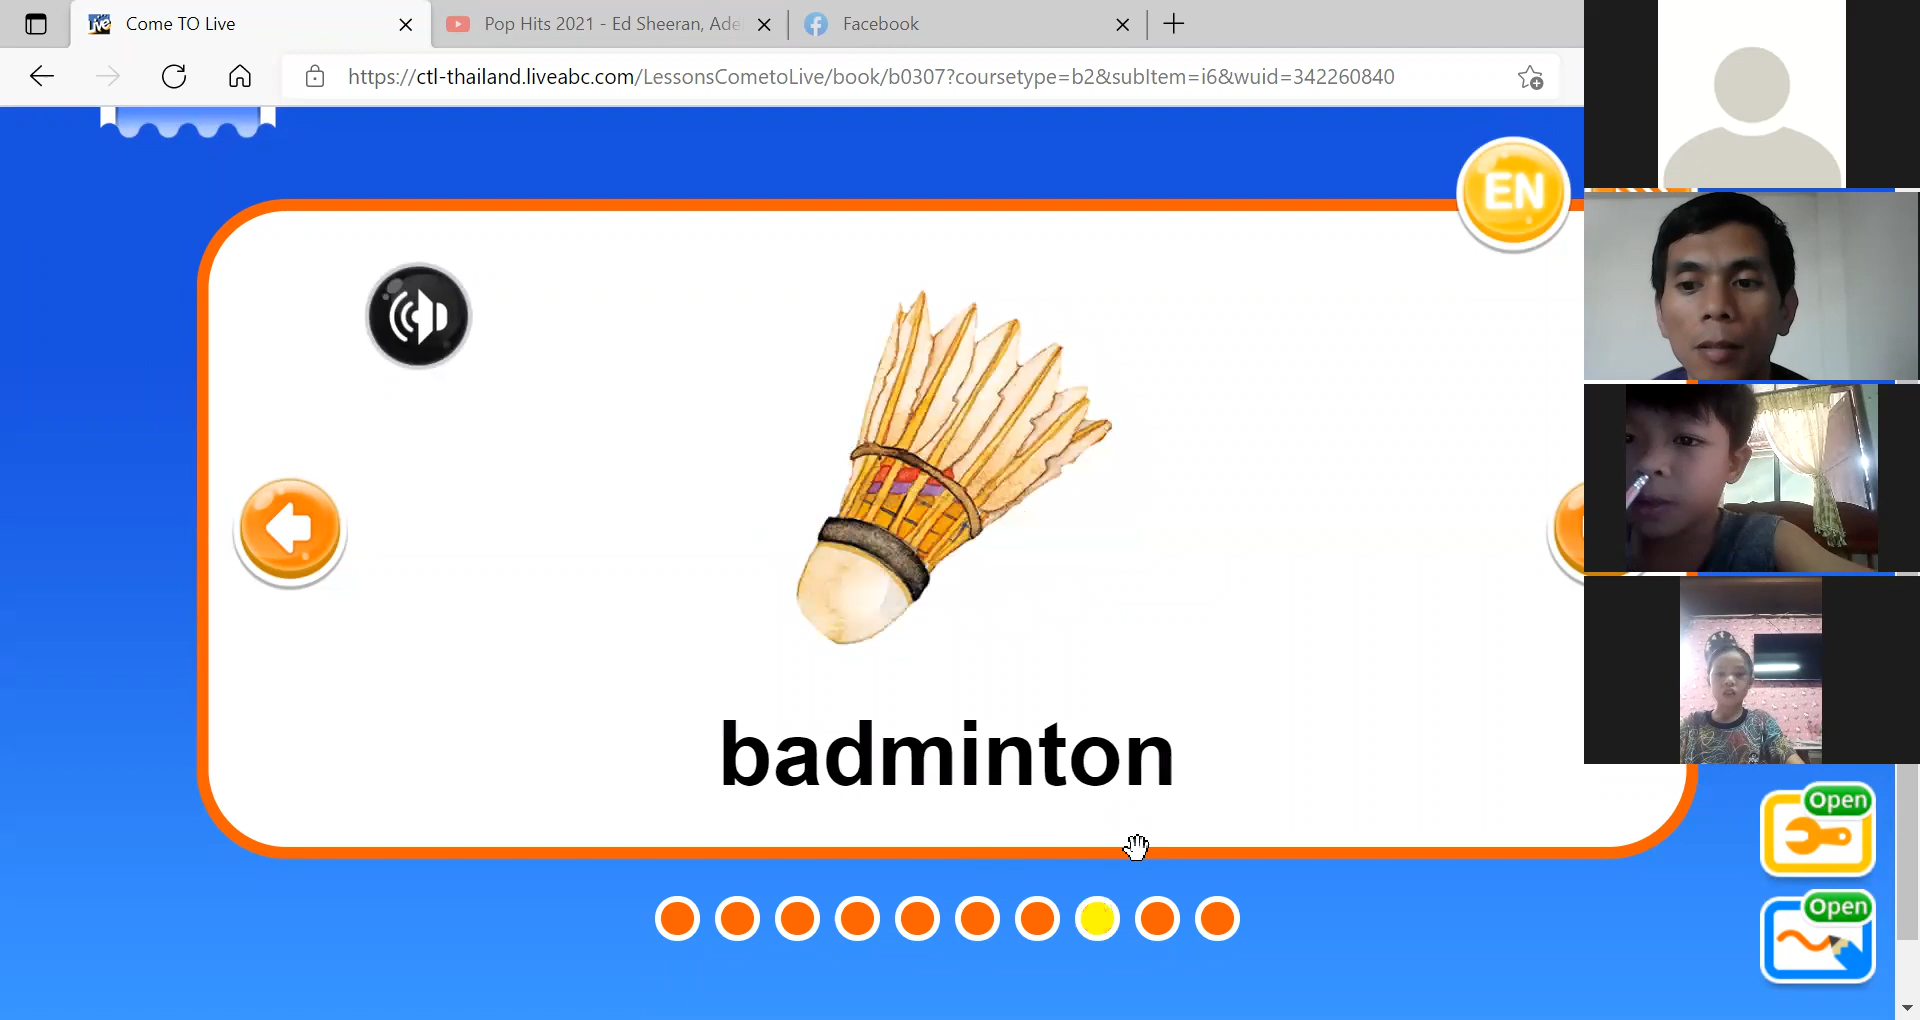 Come TO Live
Pop Hits 2021 - Ed Sheeran, Ade
Facebook
https://ctl-thailand.liveabc.com/LessonsCometoLive/book/b0307?coursetype=b2&subItem=i6&wuid=342260840
EN
badminton
Open
Open